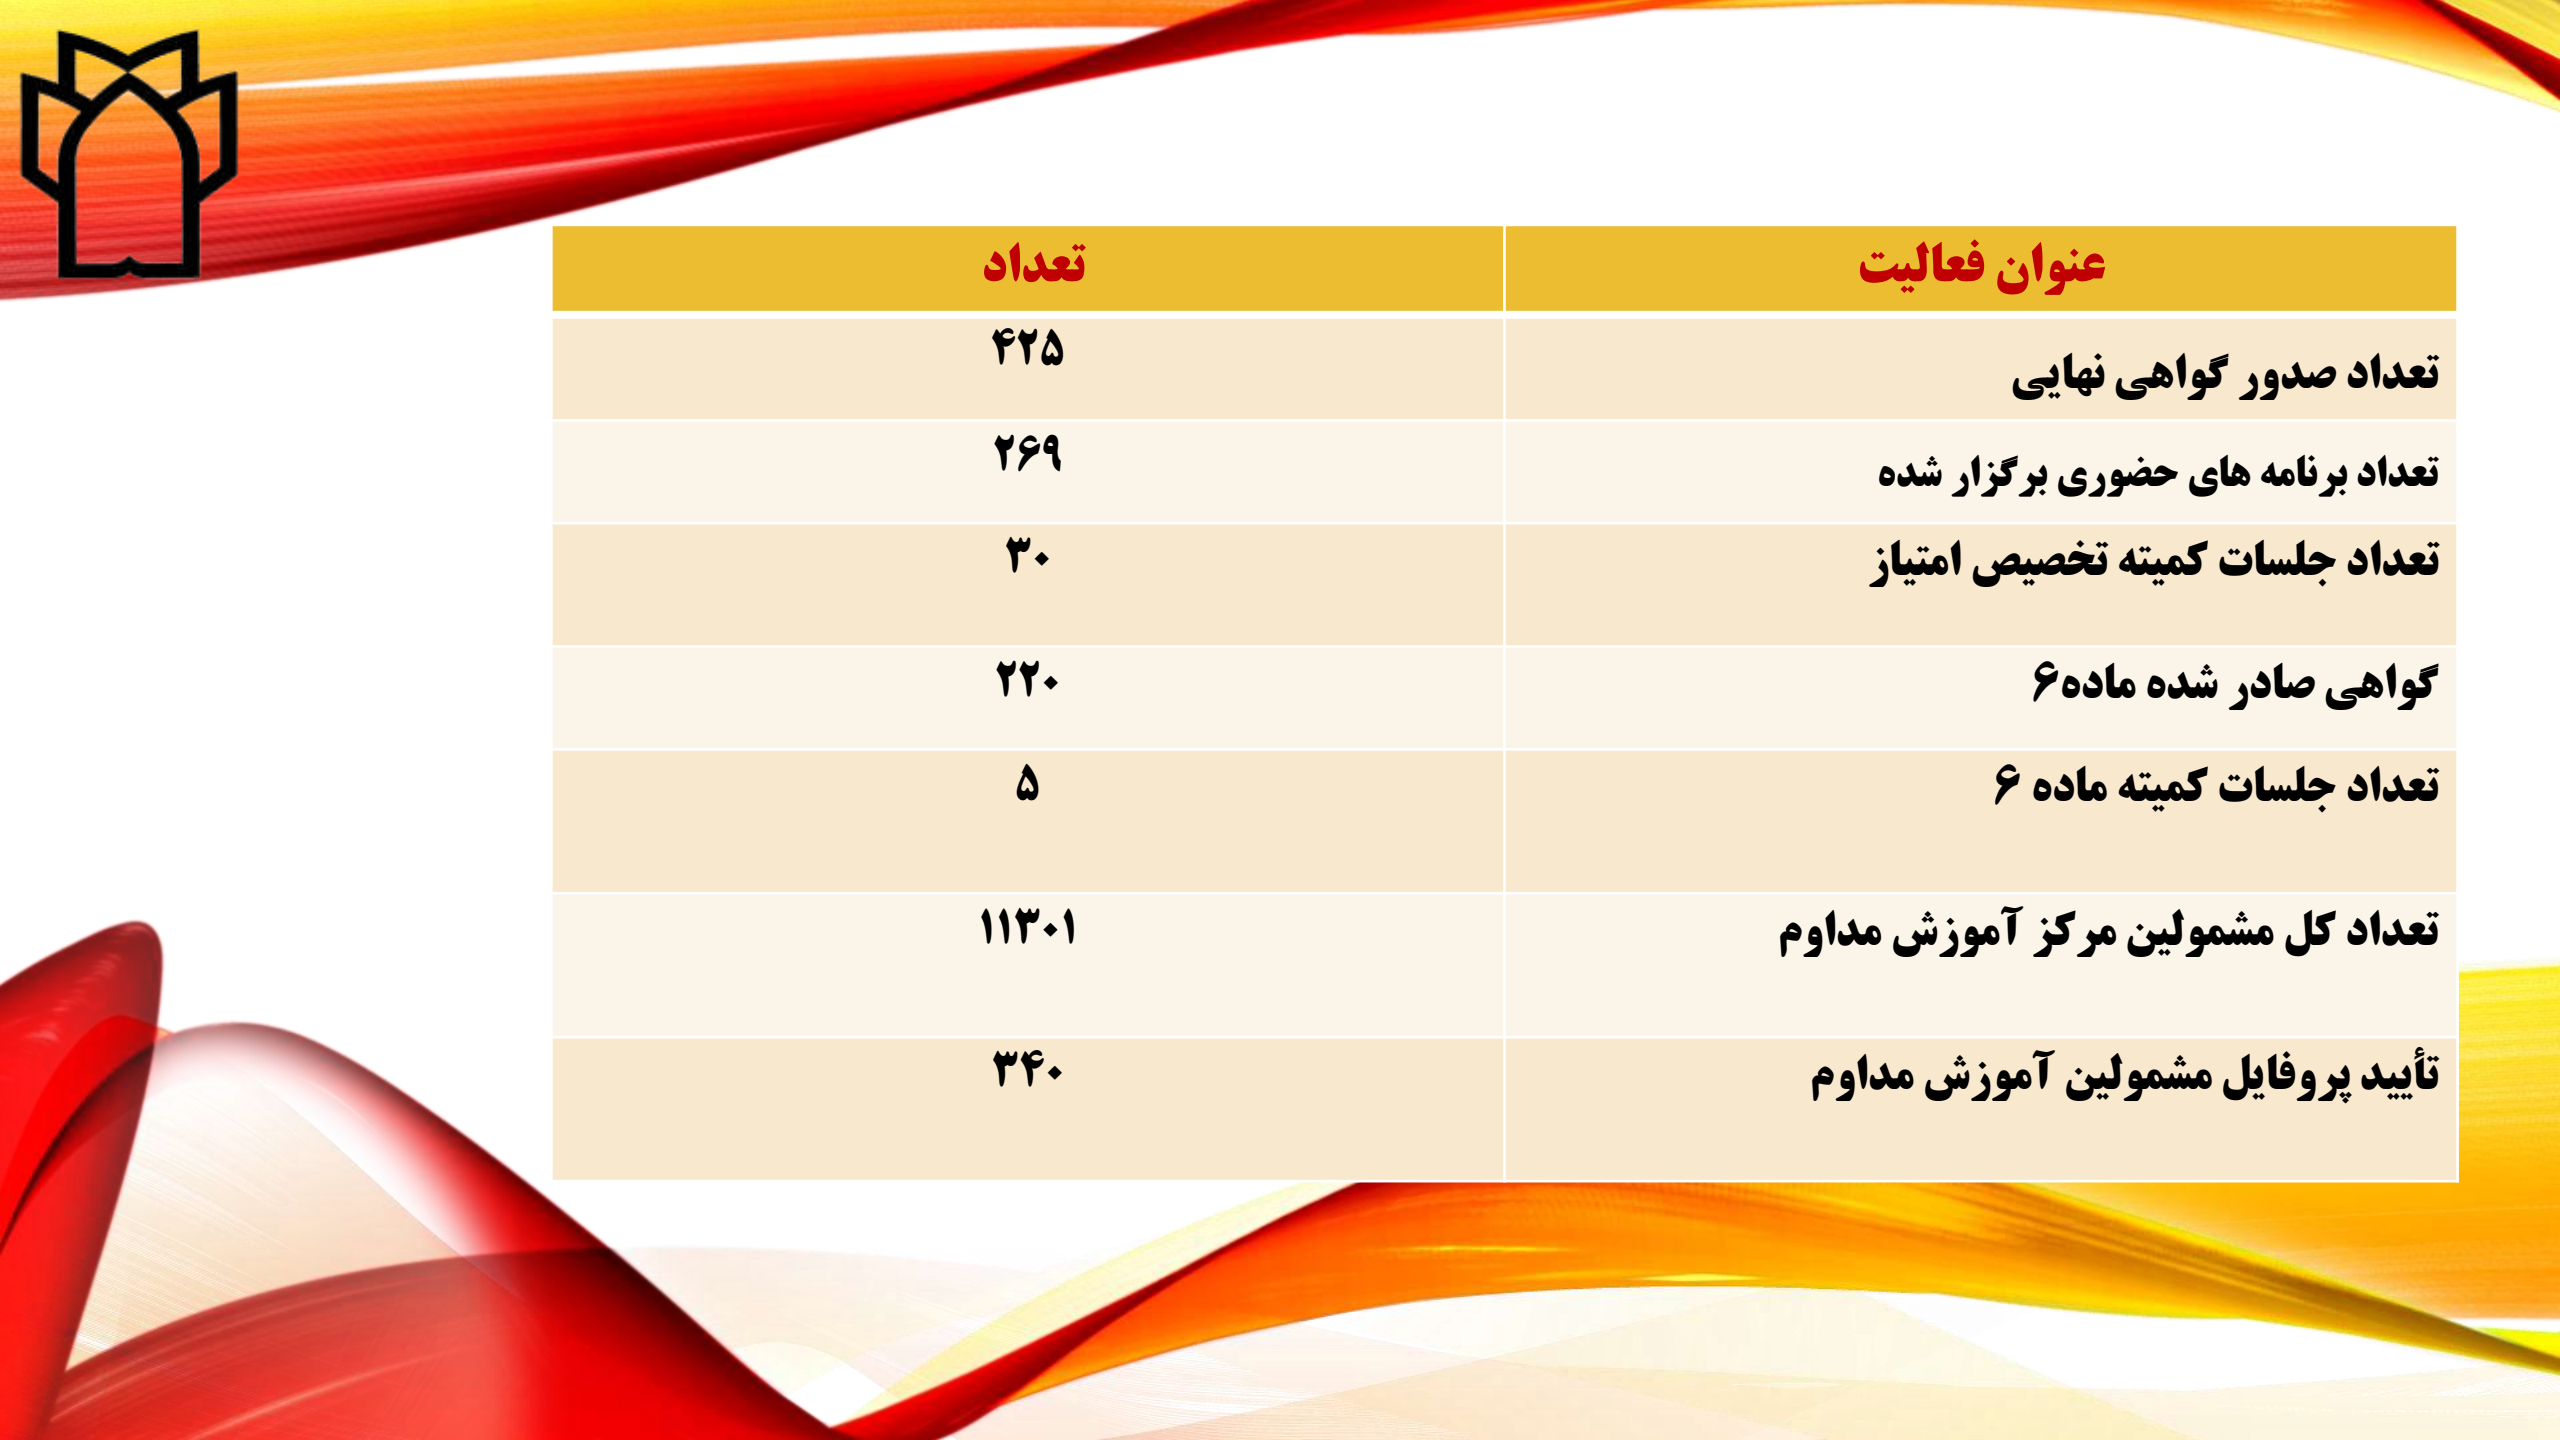 عنوان فعالیت تعداد
تعداد صدور گواهی نهایی ۴۲۵
تعداد برنامه های حضوری برگزار شده ۲۶۹
تعداد جلسات کمیته تخصیص امتیاز ۳۰
گواهی صادر شده ماده۶ ۲۲۰
تعداد جلسات کمیته ماده ۶ ۵
تعداد کل مشمولین مرکز آموزش مداوم ۱۱۳۰۱
تأیید پروفایل مشمولین آموزش مداوم ۳۴۰